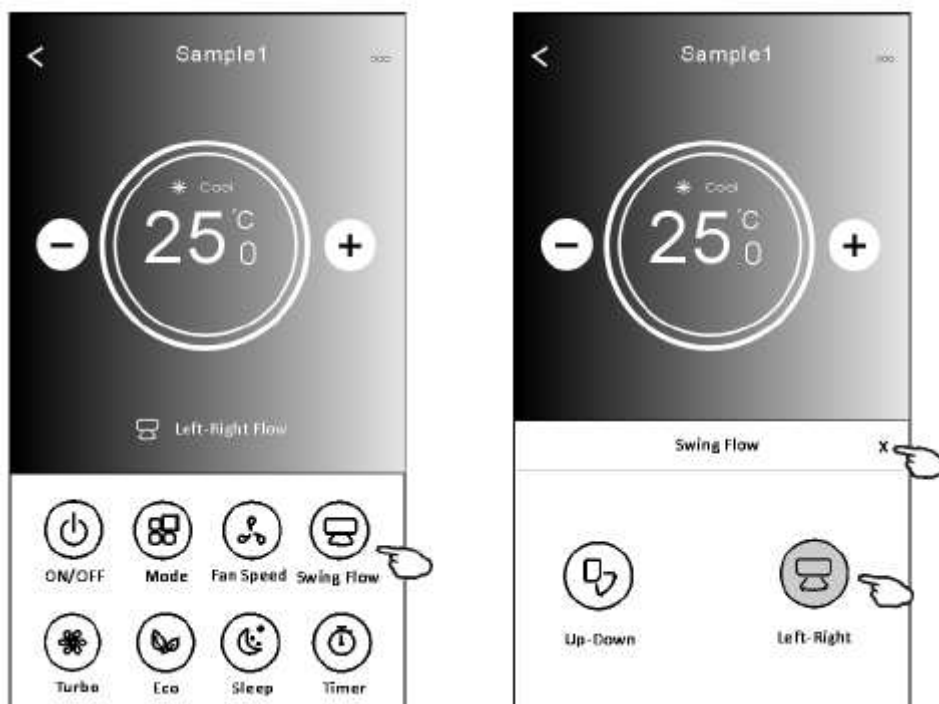 Sample1
Cool
25 °C
0
Left-Right Flow
ON/OFF Mode Fan Speed Swing Flow
Turbo Eco Sleep Timer
Sample1
Cool
25 °C
0
Swing Flow X
Up-Down Left-Right